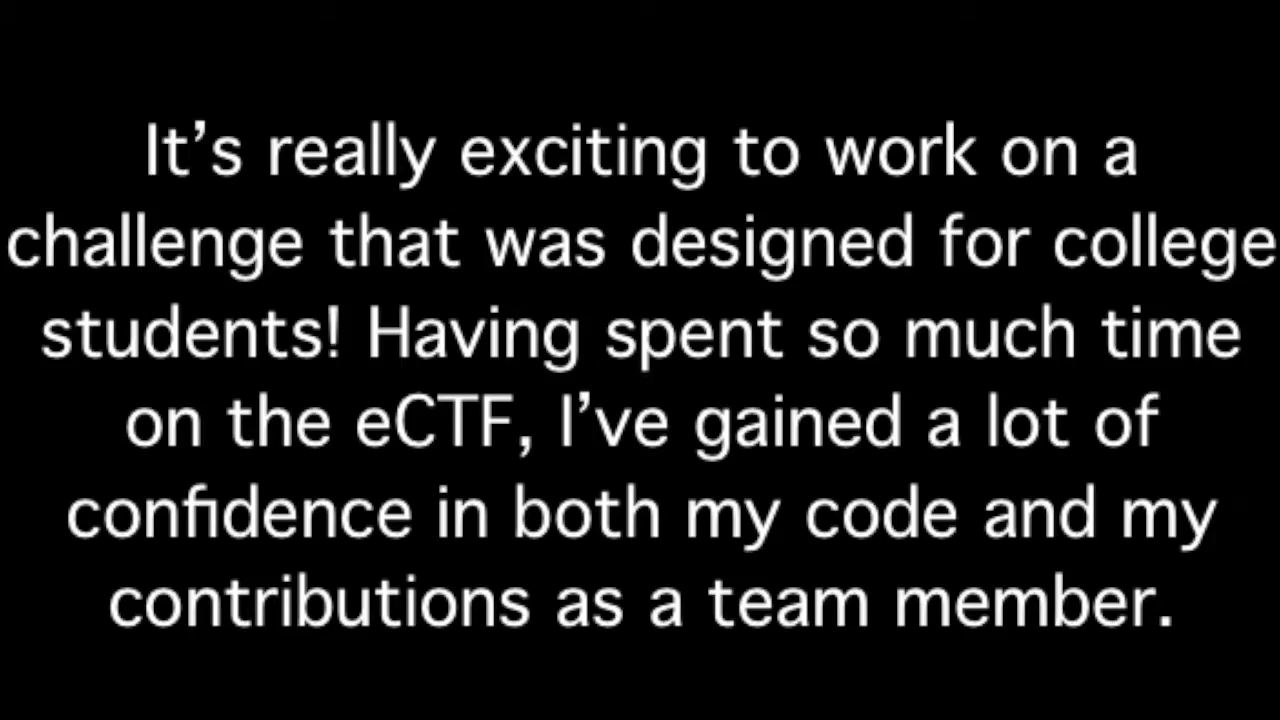 It’s really exciting to work on a
challenge that was designed for college
students! Having spent so much time
on the eCTF, I’ve gained a lot of
confidence in both my code and my
contributions as a team member.